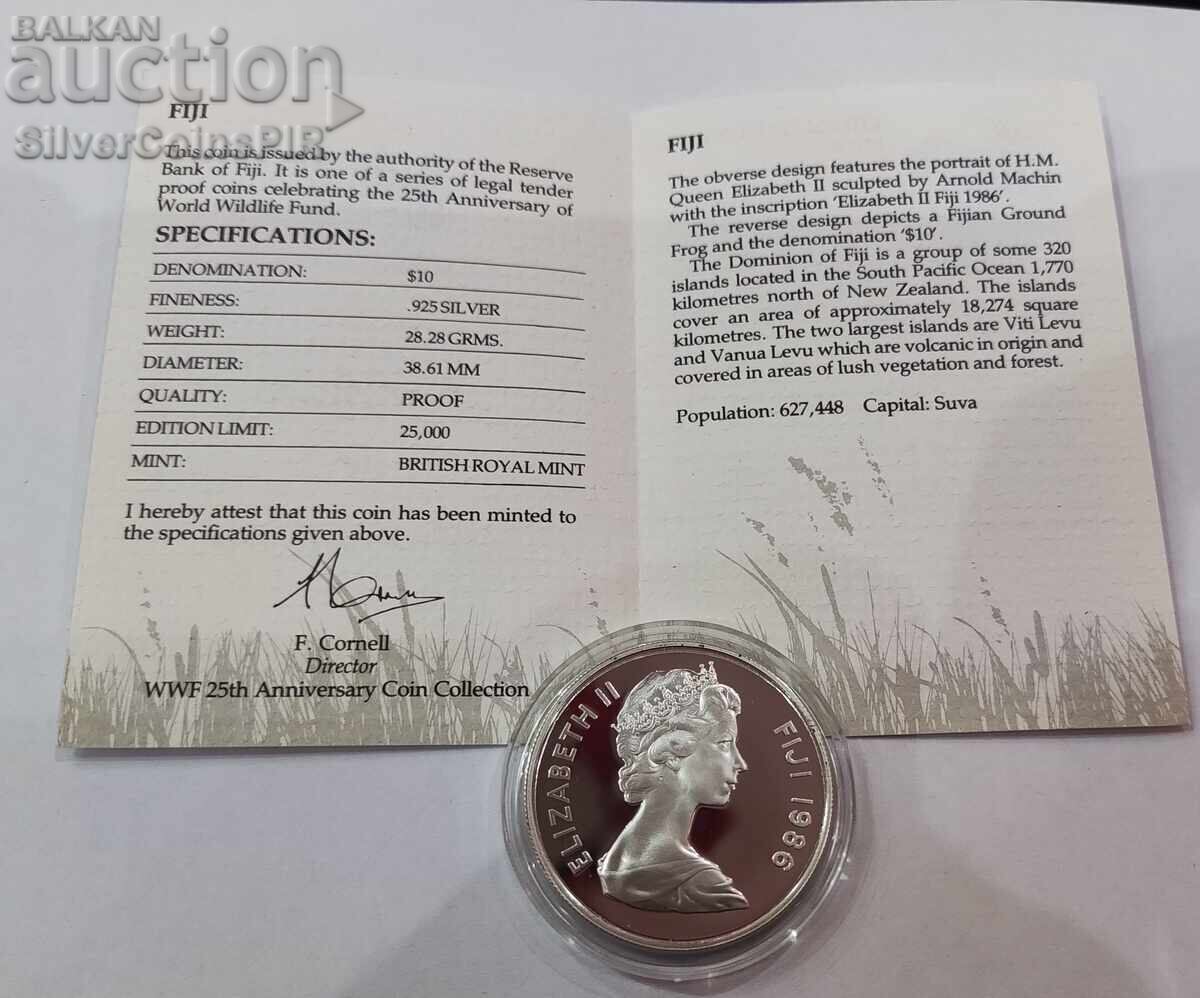 BALKAN
auction
SilverCoinsPIR
FIJI
This coin is issued by the authority of the Reserve
Bank of Fiji. It is one of a series of legal tender
proof coins celebrating the 25th Anniversary of
World Wildlife Fund.
SPECIFICATIONS:
DENOMINATION: $10
FINENESS: .925 SILVER
WEIGHT: 28.28 GRMS.
DIAMETER: 38.61 MM
QUALITY: PROOF
EDITION LIMIT: 25,000
MINT: BRITISH ROYAL MINT
I hereby attest that this coin has been minted to
the specifications given above.
F. Cornell
Director
WWF 25th Anniversary Coin Collection
FIJI
The obverse design features the portrait of H.M.
Queen Elizabeth II sculpted by Arnold Machin
with the inscription 'Elizabeth II Fiji 1986'.
The reverse design depicts a Fijian Ground
Frog and the denomination '$10'.
The Dominion of Fiji is a group of some 320
islands located in the South Pacific Ocean 1,770
kilometres north of New Zealand. The islands
cover an area of approximately 18,274 square
kilometres. The two largest islands are Viti Levu
and Vanua Levu which are volcanic in origin and
covered in areas of lush vegetation and forest.
Population: 627,448 Capital: Suva
ELIZABETH II
FIJI 1986